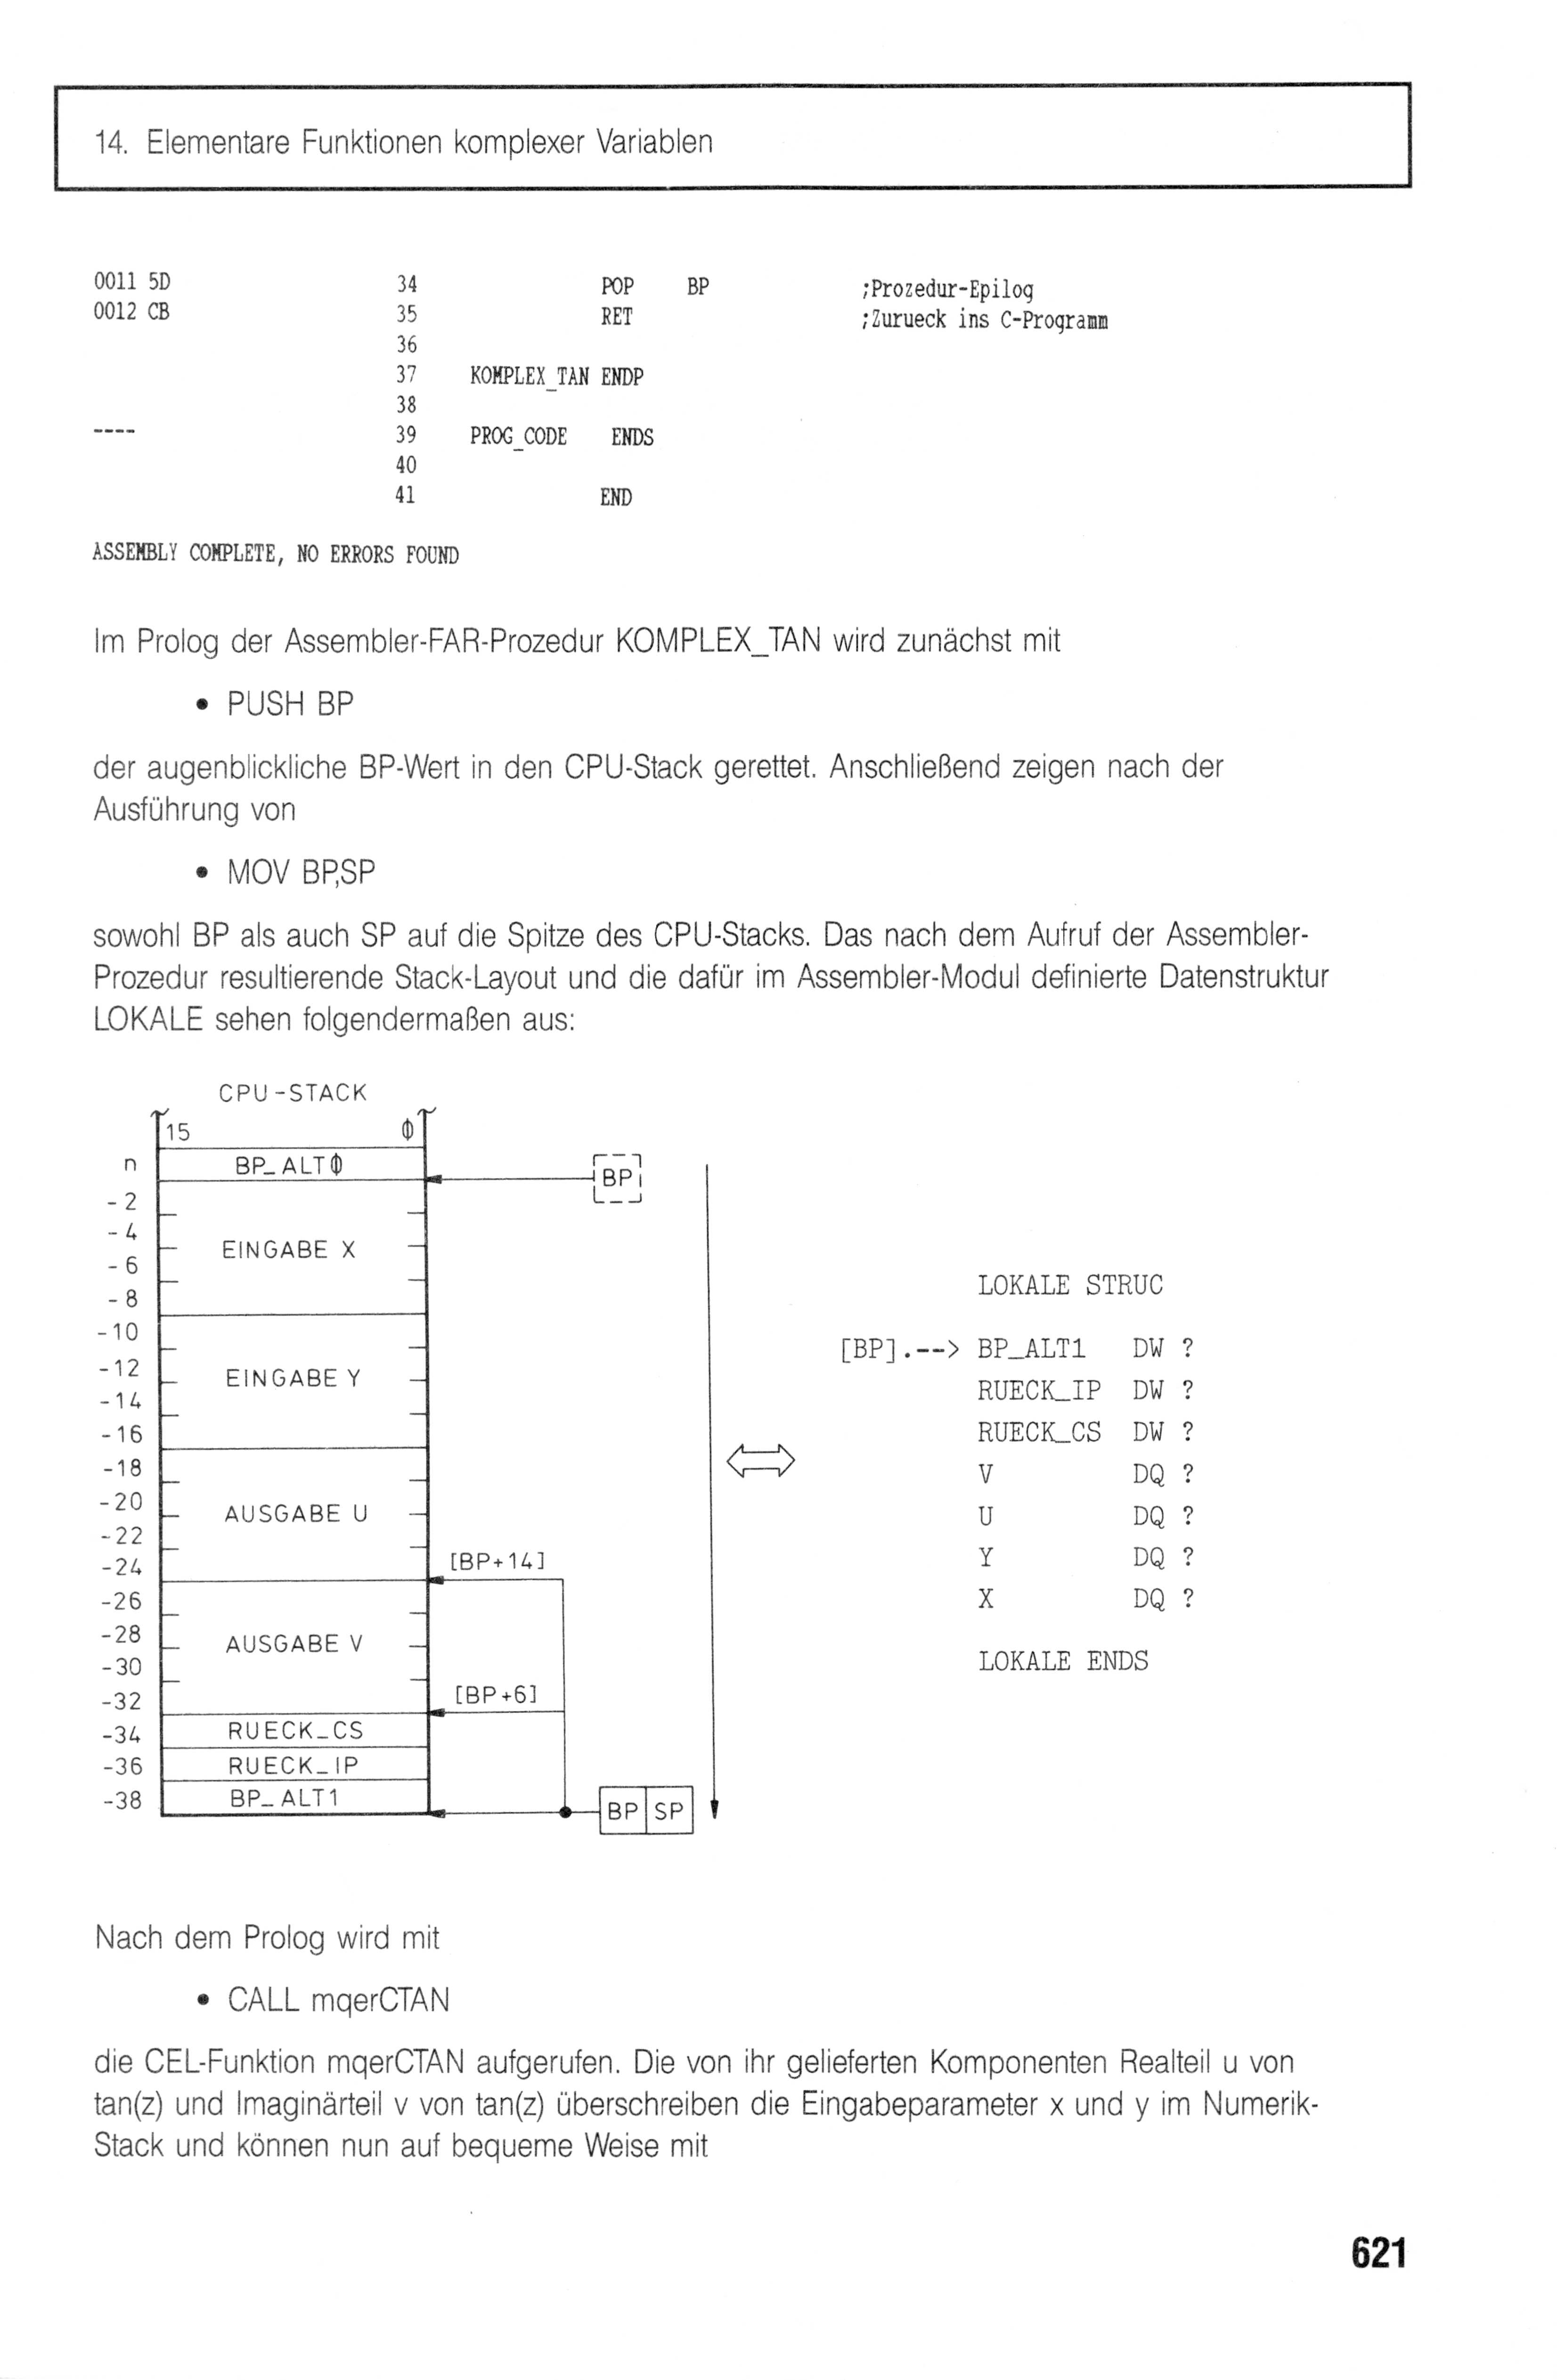 14. Elementare Funktionen komplexer Variablen
0011 5D 34 POP BP ;Prozedur-Epilog
0012 CB 35 RET ;Zurueck ins C-Programm
36
37 KOMPLEX_TAN ENDP
38
---- 39 PROG_CODE ENDS
40
41 END
ASSEMBLY COMPLETE, NO ERRORS FOUND
Im Prolog der Assembler-FAR-Prozedur KOMPLEX_TAN wird zunächst mit
• PUSH BP
der augenblickliche BP-Wert in den CPU-Stack gerettet. Anschließend zeigen nach der
Ausführung von
• MOV BP,SP
sowohl BP als auch SP auf die Spitze des CPU-Stacks. Das nach dem Aufruf der Assembler-
Prozedur resultierende Stack-Layout und die dafür im Assembler-Modul definierte Datenstruktur
LOKALE sehen folgendermaßen aus:
CPU-STACK
15 0
n BP_ALT0
BP
-2
-4
EINGABE X
-6
-8
-10
-12
EINGABE Y
-14
-16
-18
-20
AUSGABE U
-22
-24
[BP+14]
-26
-28
AUSGABE V
-30
-32
[BP+6]
-34 RUECK_CS
-36 RUECK_IP
-38 BP_ALT1
BP SP
LOKALE STRUC
[BP].--> BP_ALT1 DW ?
RUECK_IP DW ?
RUECK_CS DW ?
V DQ ?
U DQ ?
Y DQ ?
X DQ ?
LOKALE ENDS
Nach dem Prolog wird mit
• CALL mqerCTAN
die CEL-Funktion mqerCTAN aufgerufen. Die von ihr gelieferten Komponenten Realteil u von
tan(z) und Imaginärteil v von tan(z) überschreiben die Eingabeparameter x und y im Numerik-
Stack und können nun auf bequeme Weise mit
621